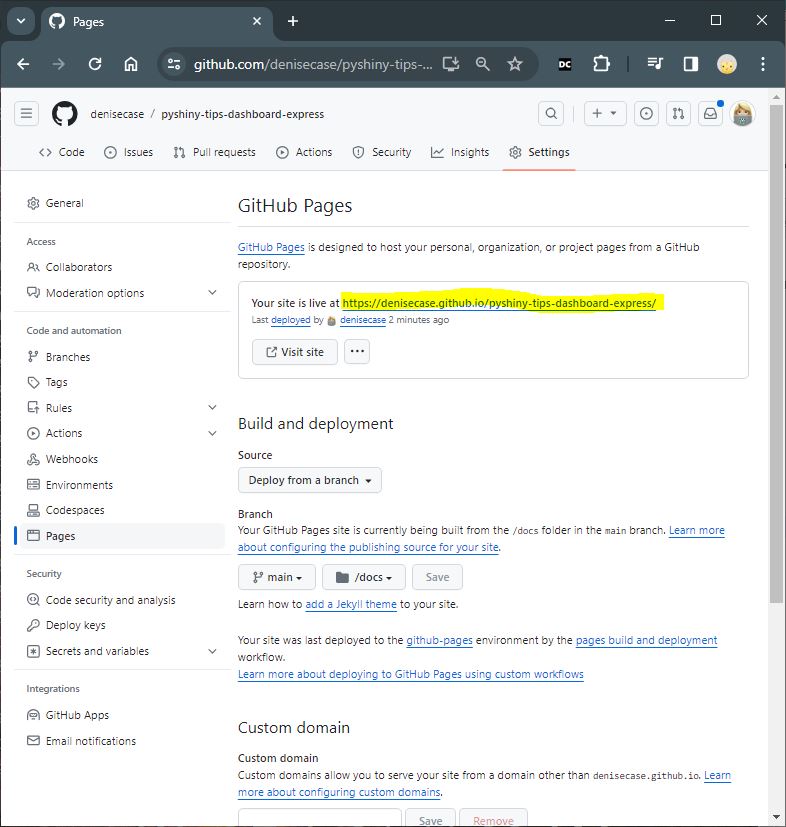 Pages
github.com/denisecase/pyshiny-tips-...
DC
denisecase / pyshiny-tips-dashboard-express
Code
Issues
Pull requests
Actions
Security
Insights
Settings
General
Access
Collaborators
Moderation options
Code and automation
Branches
Tags
Rules
Actions
Webhooks
Environments
Codespaces
Pages
Security
Code security and analysis
Deploy keys
Secrets and variables
Integrations
GitHub Apps
Email notifications
GitHub Pages
GitHub Pages is designed to host your personal, organization, or project pages from a GitHub
repository.
Your site is live at https://denisecase.github.io/pyshiny-tips-dashboard-express/
Last deployed by denisecase 2 minutes ago
Visit site
Build and deployment
Source
Deploy from a branch
Branch
Your GitHub Pages site is currently being built from the /docs folder in the main branch. Learn more
about configuring the publishing source for your site.
main
/docs
Save
Learn how to add a Jekyll theme to your site.
Your site was last deployed to the github-pages environment by the pages build and deployment
workflow.
Learn more about deploying to GitHub Pages using custom workflows
Custom domain
Custom domain
Custom domains allow you to serve your site from a domain other than denisecase.github.io. Learn
more about configuring custom domains.
Save
Remove